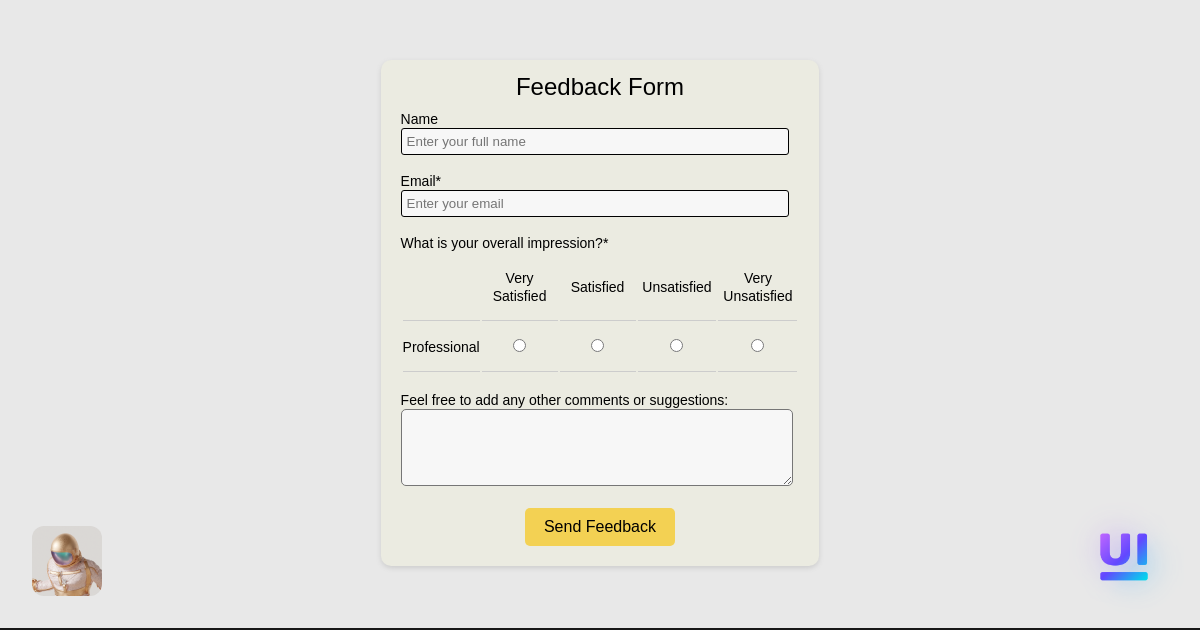 Feedback Form
Name
Enter your full name
Email*
Enter your email
What is your overall impression?*
Very Satisfied Satisfied Unsatisfied Very Unsatisfied
Professional
Feel free to add any other comments or suggestions:
Send Feedback
UI